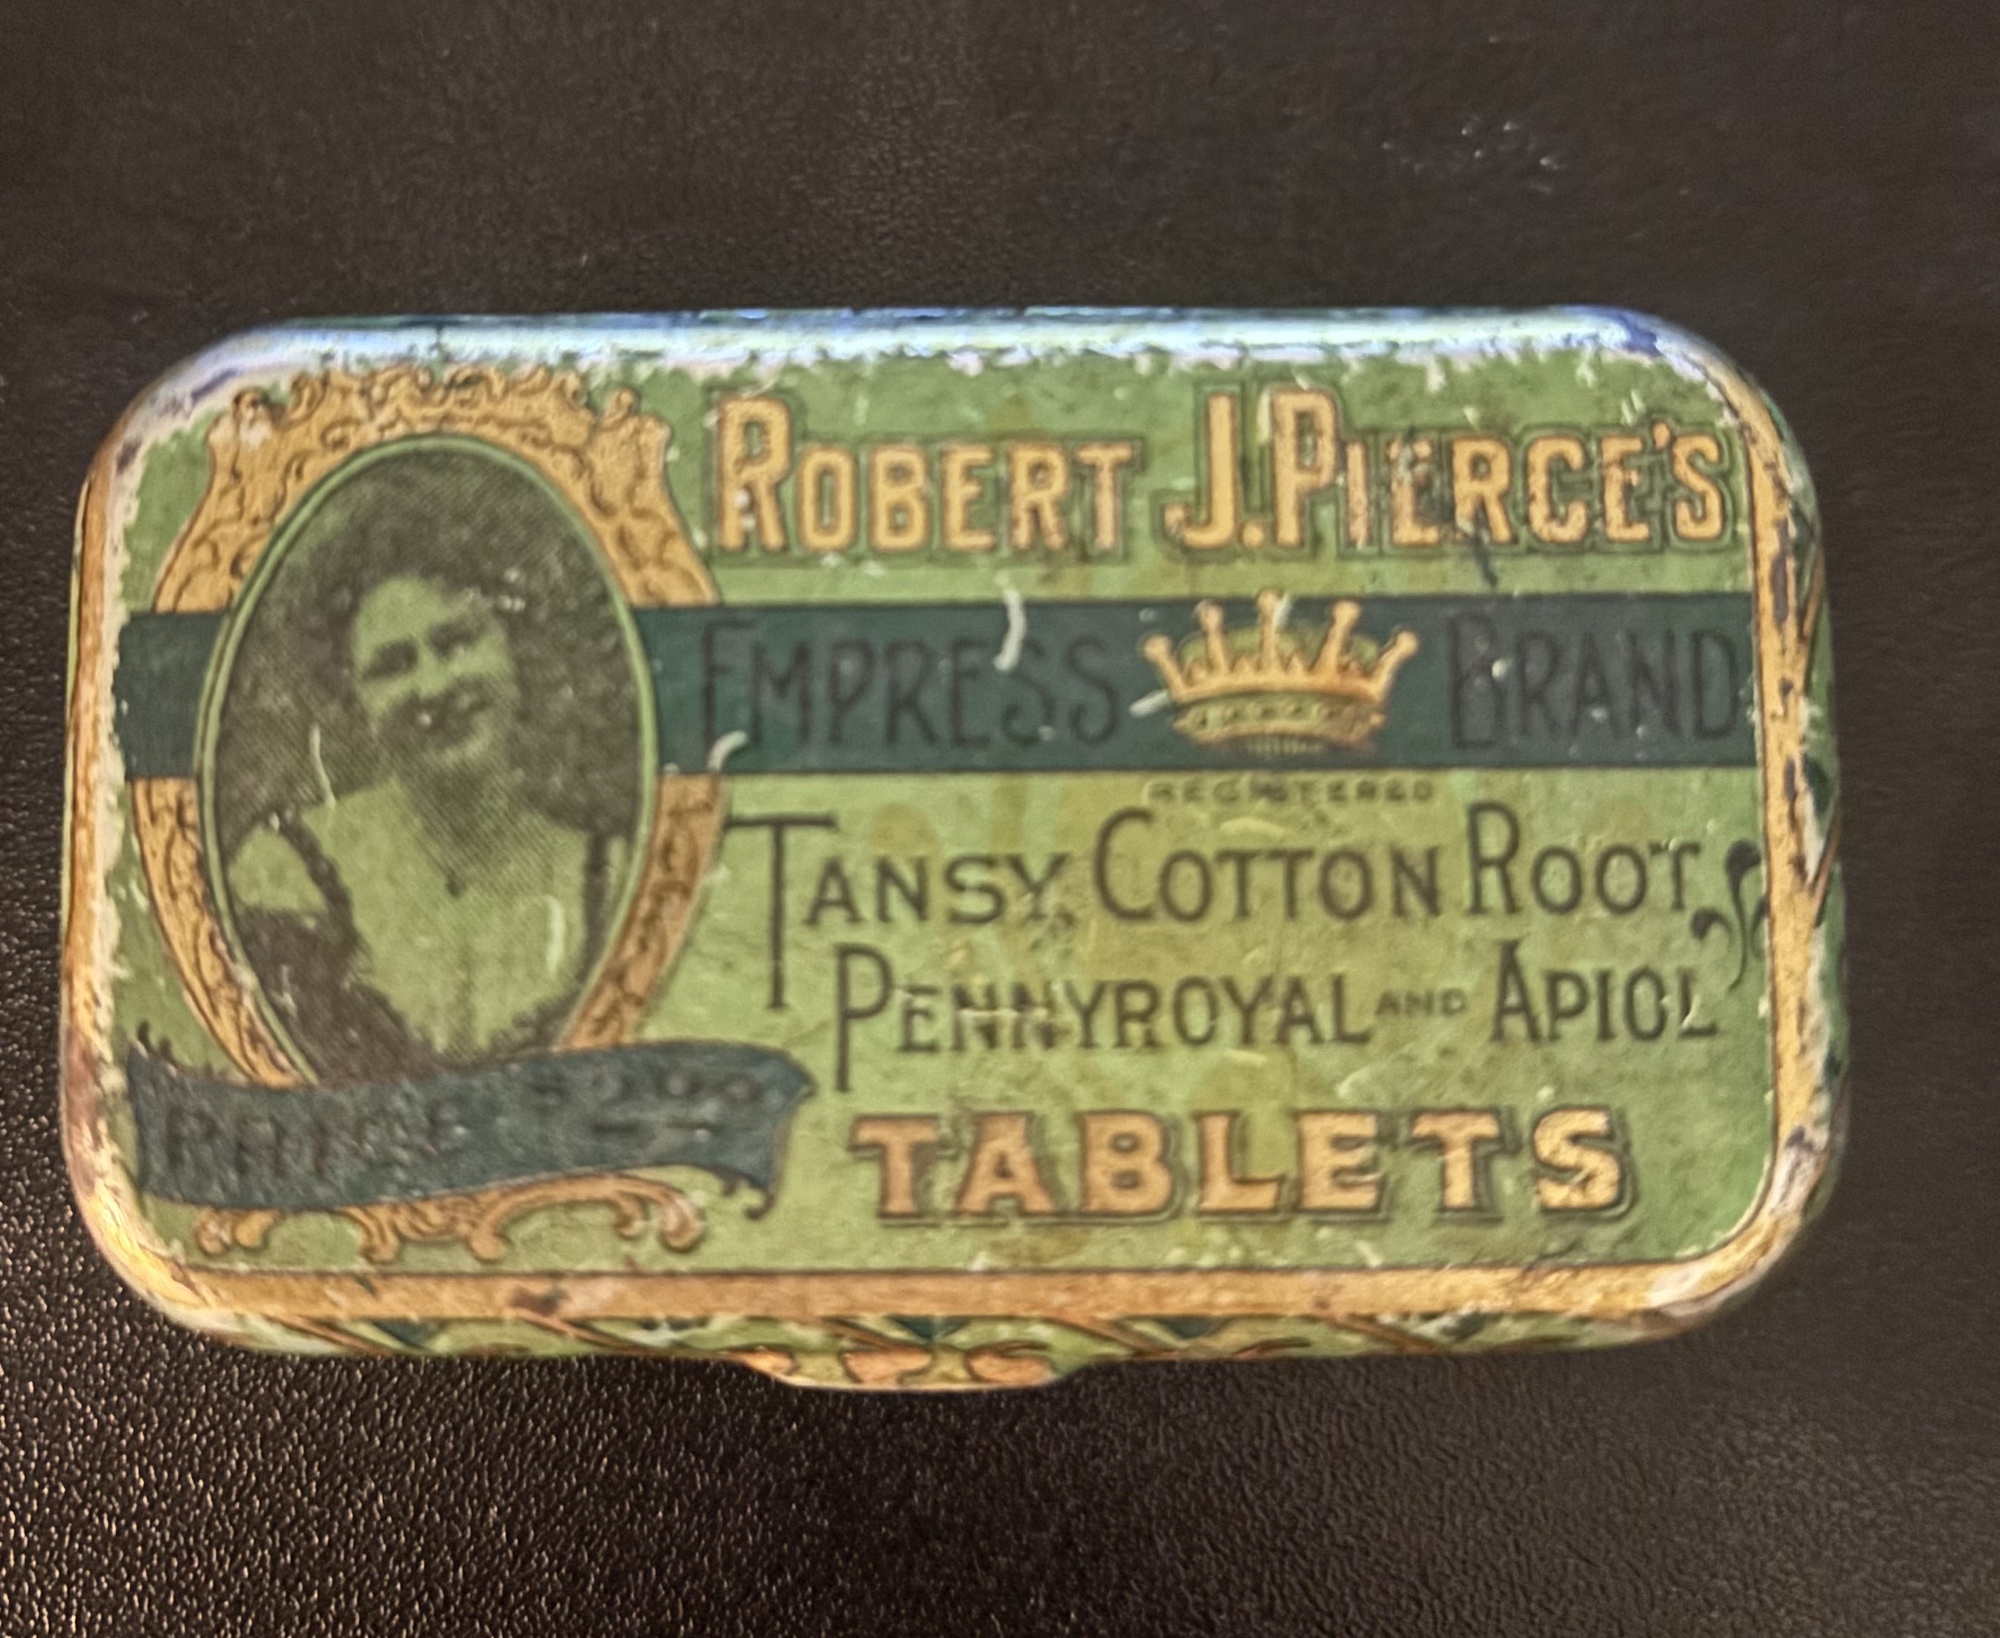 ROBERT J. PIERCE'S
EMPRESS BRAND
REGISTERED
TANSY, COTTON ROOT,
PENNYROYAL AND APIOL
TABLETS
PRICE $2.00